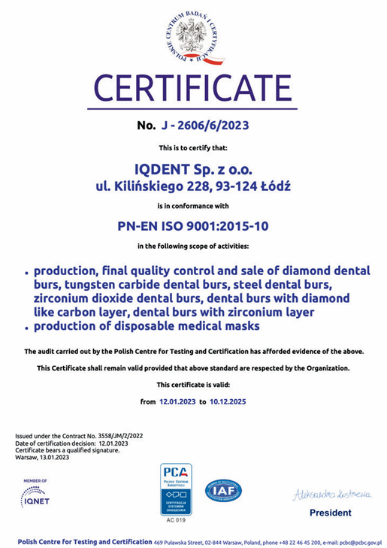 POLSKIE CENTRUM BADAŃ I CERTYFIKACJI
CERTIFICATE
No. J - 2606/6/2023
This is to certify that:
IQDENT Sp. z o.o.
ul. Kilińskiego 228, 93-124 Łódź
is in conformance with
PN-EN ISO 9001:2015-10
in the following scope of activities:
• production, final quality control and sale of diamond dental
burs, tungsten carbide dental burs, steel dental burs,
zirconium dioxide dental burs, dental burs with diamond
like carbon layer, dental burs with zirconium layer
• production of disposable medical masks
The audit carried out by the Polish Centre for Testing and Certification has afforded evidence of the above.
This Certificate shall remain valid provided that above standard are respected by the Organization.
This certificate is valid:
from 12.01.2023 to 10.12.2025
Issued under the Contract No. 3558/JM/2/2022
Date of certification decision: 12.01.2023
Certificate bears a qualified signature.
Warsaw, 13.01.2023
MEMBER OF
IQNET
PCA
POLSKIE CENTRUM
AKREDYTACJI
CERTYFIKACJA
SYSTEMÓW
ZARZĄDZANIA
AC 019
IAF
Aleksandra
President
Polish Centre for Testing and Certification 469 Puławska Street, 02-844 Warsaw, Poland, phone +48 22 46 45 200, e-mail: pcbc@pcbc.gov.pl